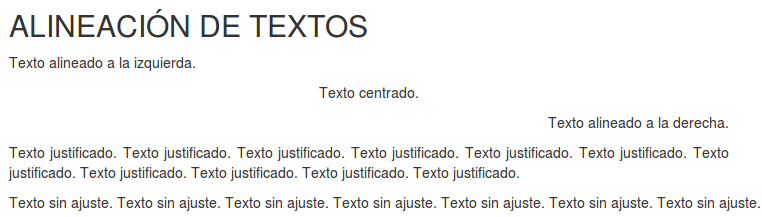 ALINEACIÓN DE TEXTOS
Texto alineado a la izquierda.
Texto centrado.
Texto alineado a la derecha.
Texto justificado. Texto justificado. Texto justificado. Texto justificado. Texto justificado. Texto justificado. Texto
justificado. Texto justificado. Texto justificado. Texto justificado. Texto justificado.
Texto sin ajuste. Texto sin ajuste. Texto sin ajuste. Texto sin ajuste. Texto sin ajuste. Texto sin ajuste. Texto sin ajuste.